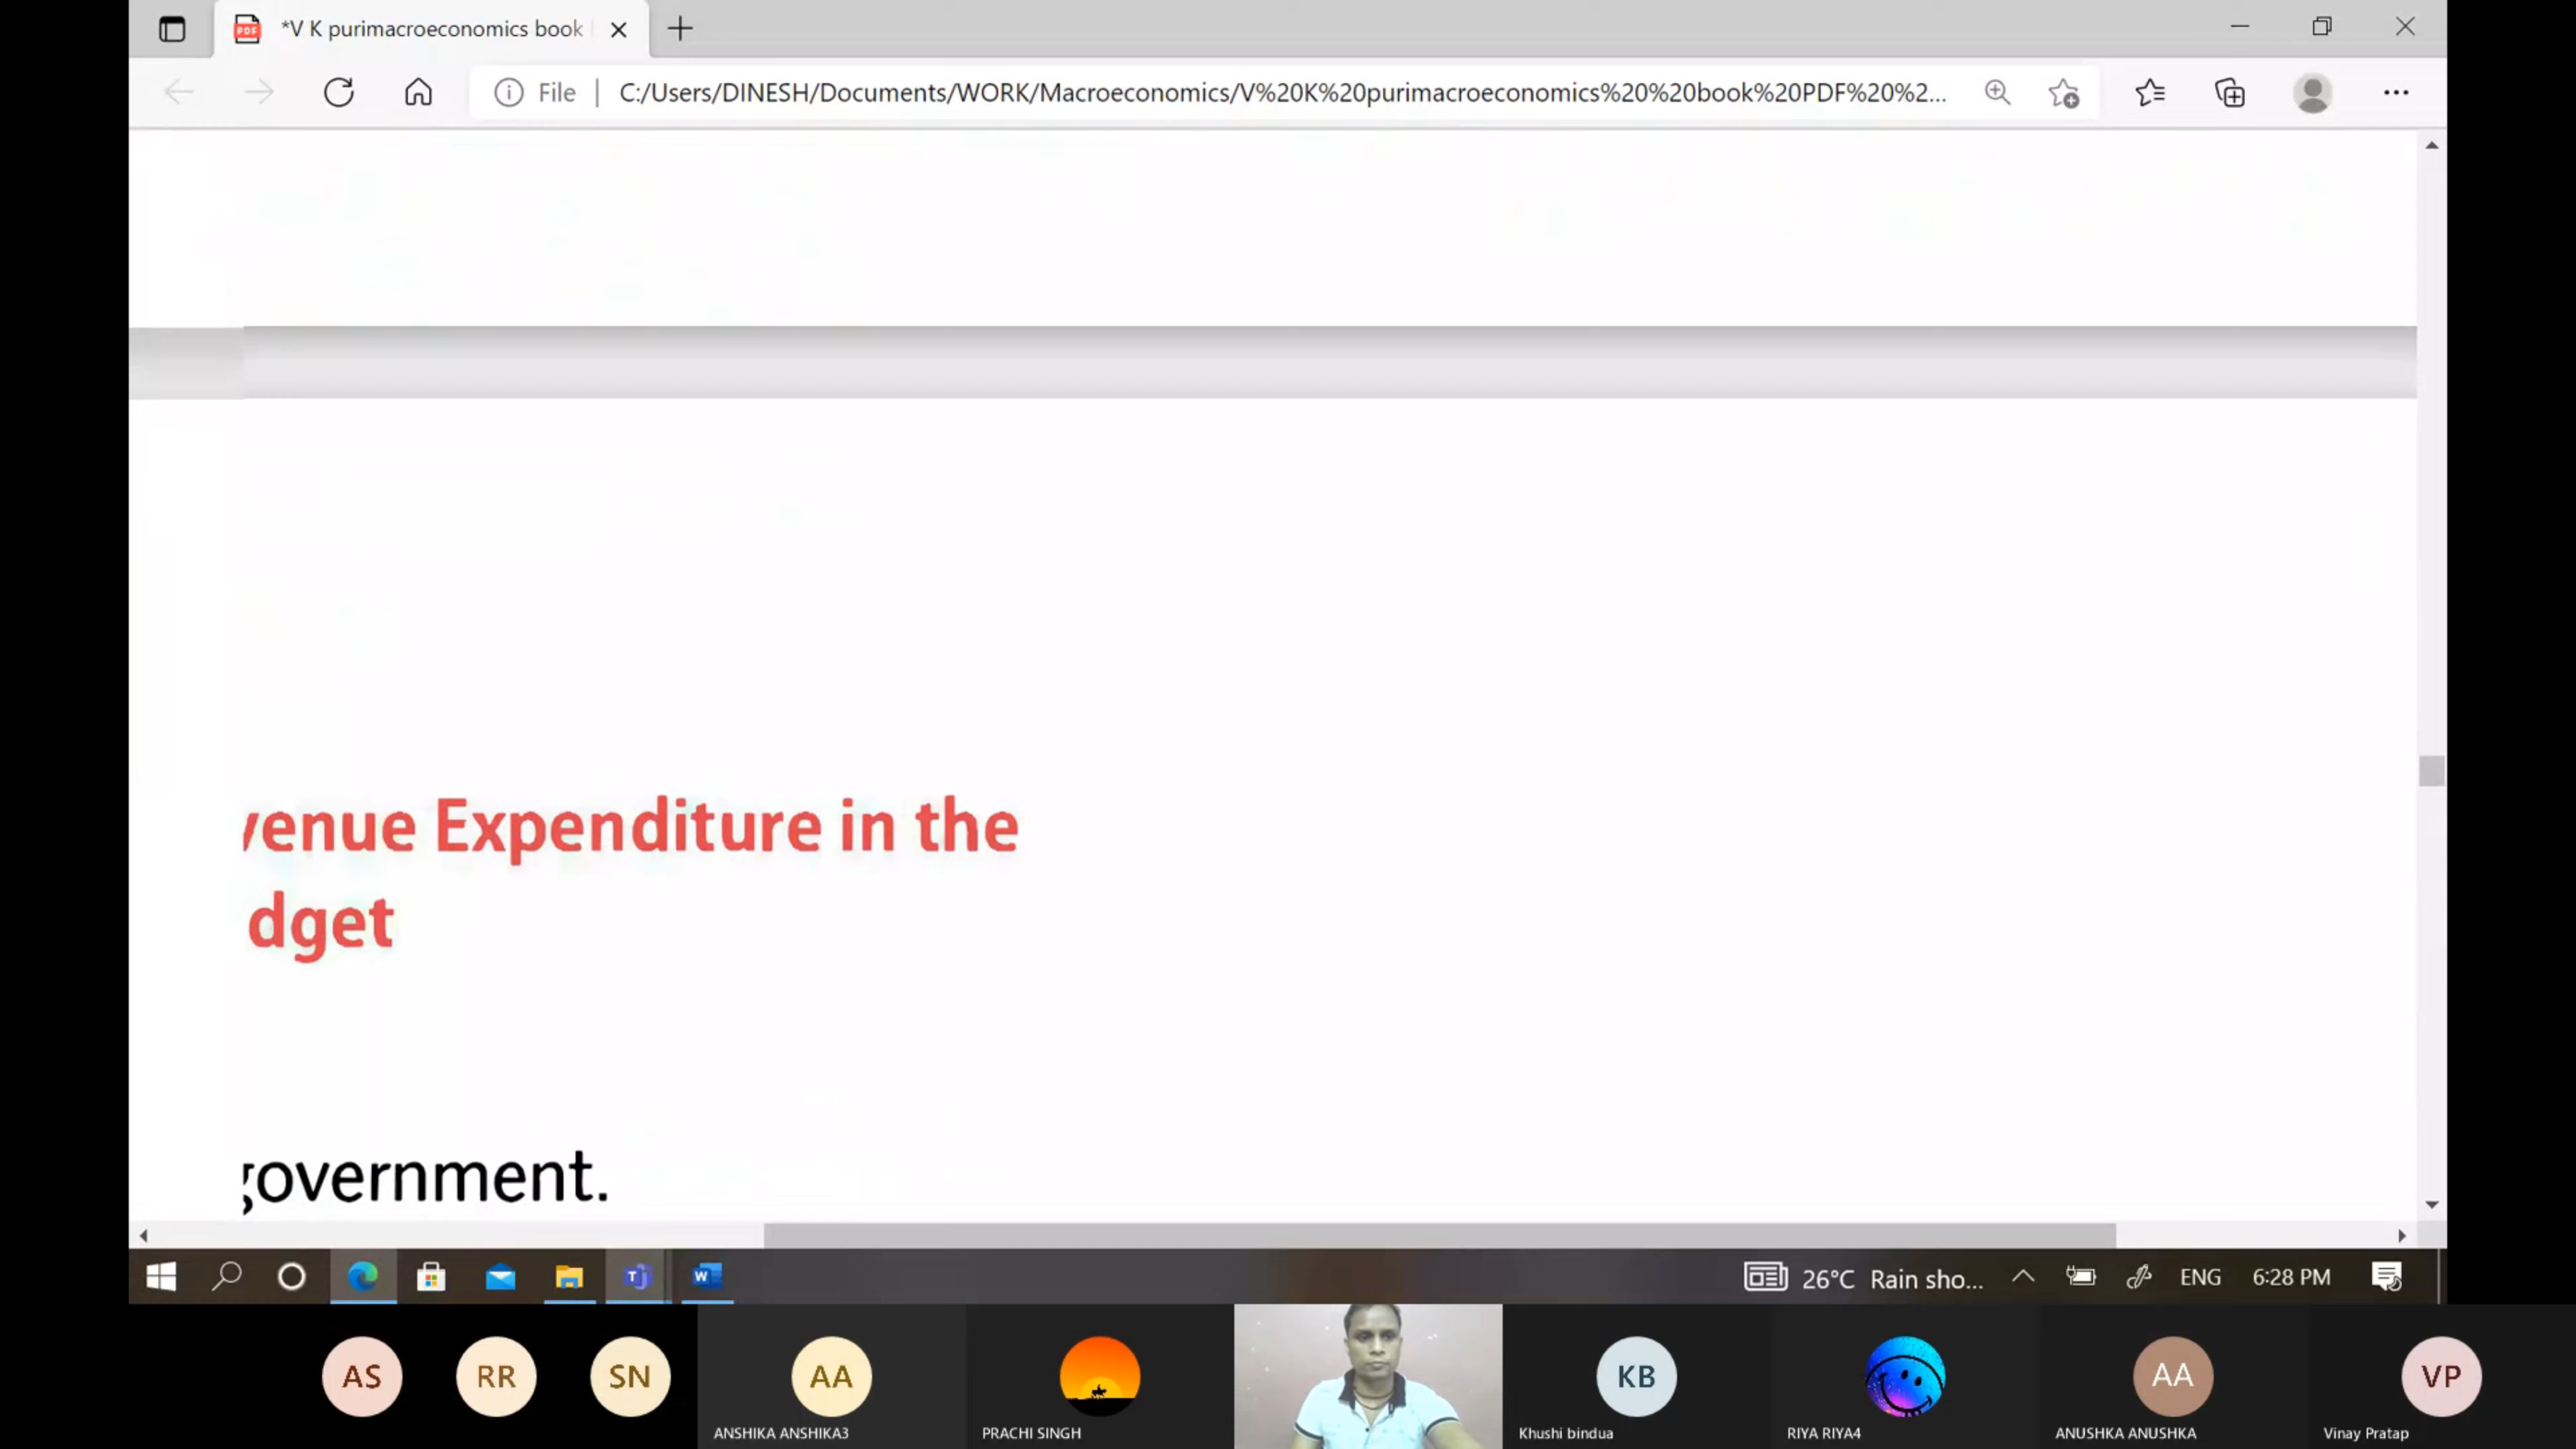 *V K purimacroeconomics book
File
C:/Users/DINESH/Documents/WORK/Macroeconomics/V%20K%20purimacroeconomics%20%20book%20PDF%20%2...
venue Expenditure in the
dget
government.
26°C Rain sho...
ENG
6:28 PM
AS
RR
SN
AA
KB
AA
VP
ANSHIKA ANSHIKA3
PRACHI SINGH
Khushi bindua
RIYA RIYA4
ANUSHKA ANUSHKA
Vinay Pratap